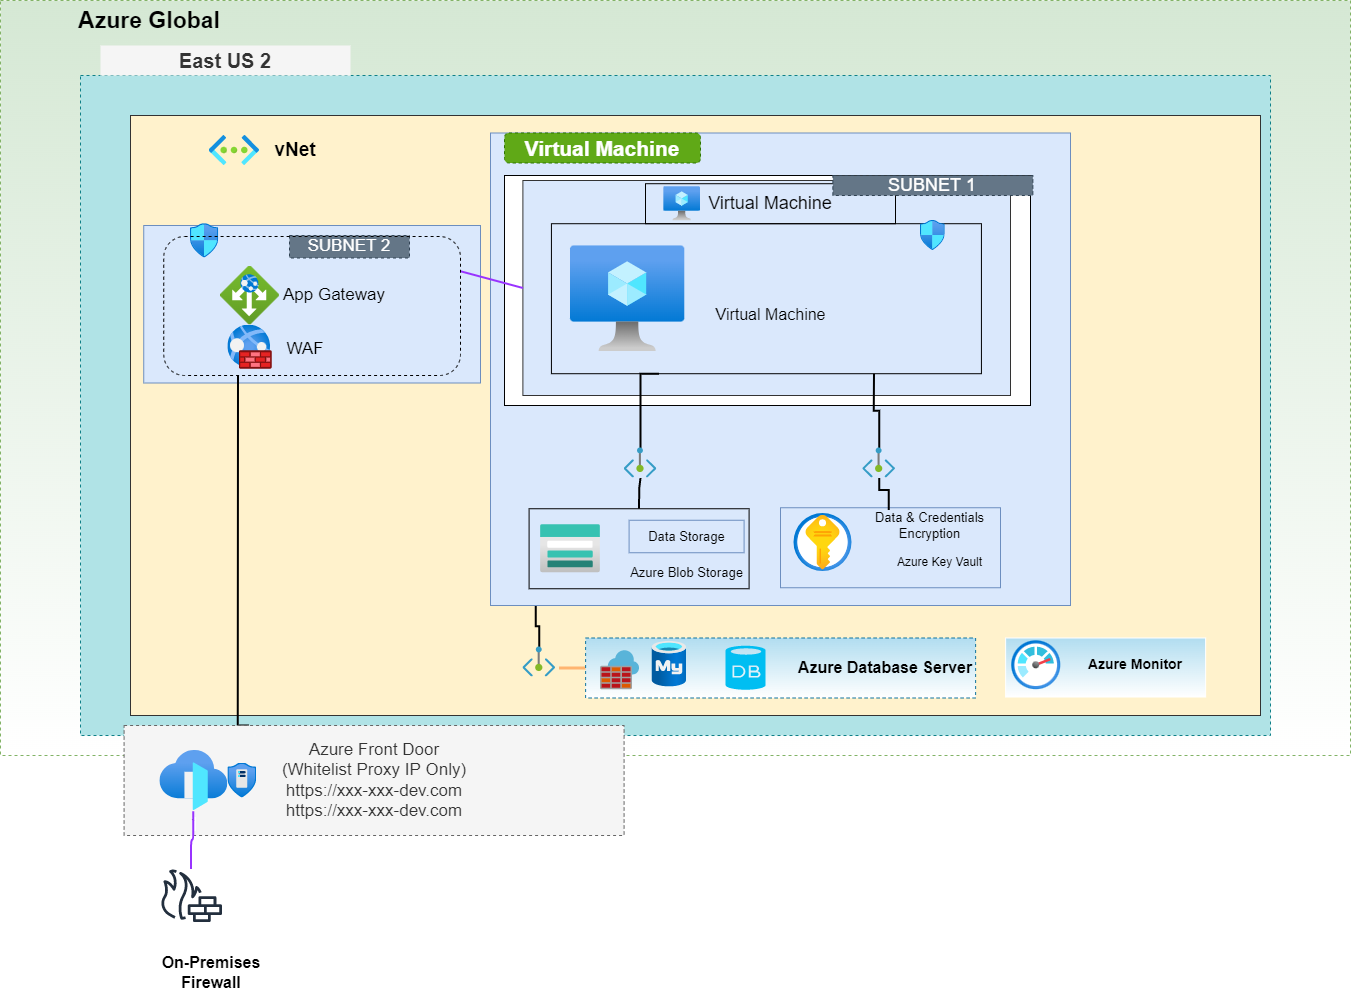 Azure Global
East US 2
vNet
Virtual Machine
SUBNET 1
Virtual Machine
SUBNET 2
App Gateway
WAF
Virtual Machine
Data Storage
Azure Blob Storage
Data & Credentials
Encryption
Azure Key Vault
My
DB
Azure Database Server
Azure Monitor
Azure Front Door
(Whitelist Proxy IP Only)
https://xxx-xxx-dev.com
https://xxx-xxx-dev.com
On-Premises
Firewall